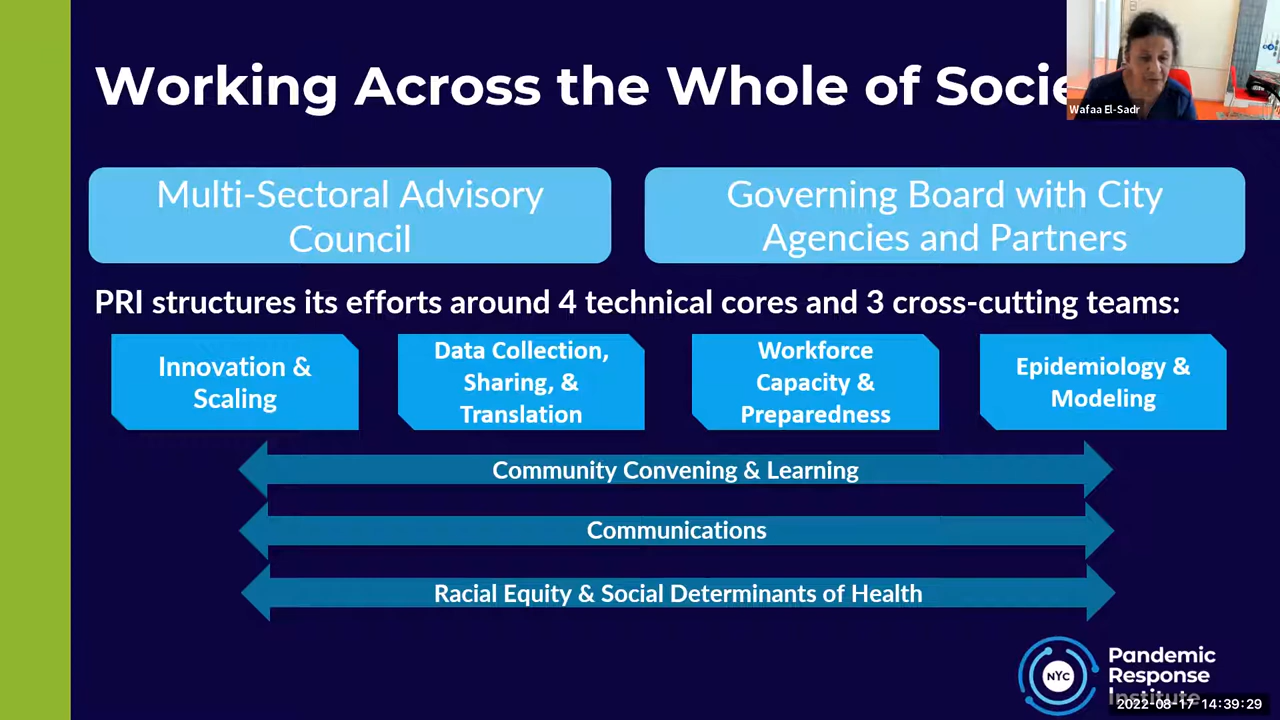 Working Across the Whole of Socie
Wafaa El-Sadr
Multi-Sectoral Advisory
Council
Governing Board with City
Agencies and Partners
PRI structures its efforts around 4 technical cores and 3 cross-cutting teams:
Innovation &
Scaling
Data Collection,
Sharing, &
Translation
Workforce
Capacity &
Preparedness
Epidemiology &
Modeling
Community Convening & Learning
Communications
Racial Equity & Social Determinants of Health
NYC
Pandemic
Response
Institute
2022-08-17 14:39:29